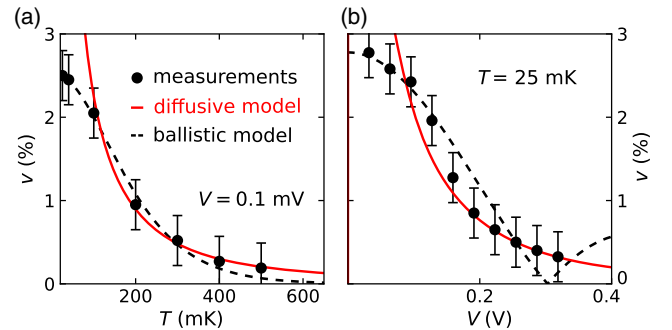 (a)
(b)
3
2
1
0
ν (%)
measurements
diffusive model
ballistic model
V = 0.1 mV
200
400
600
T (mK)
T = 25 mK
3
2
1
0
ν (%)
0.2
0.4
V (V)